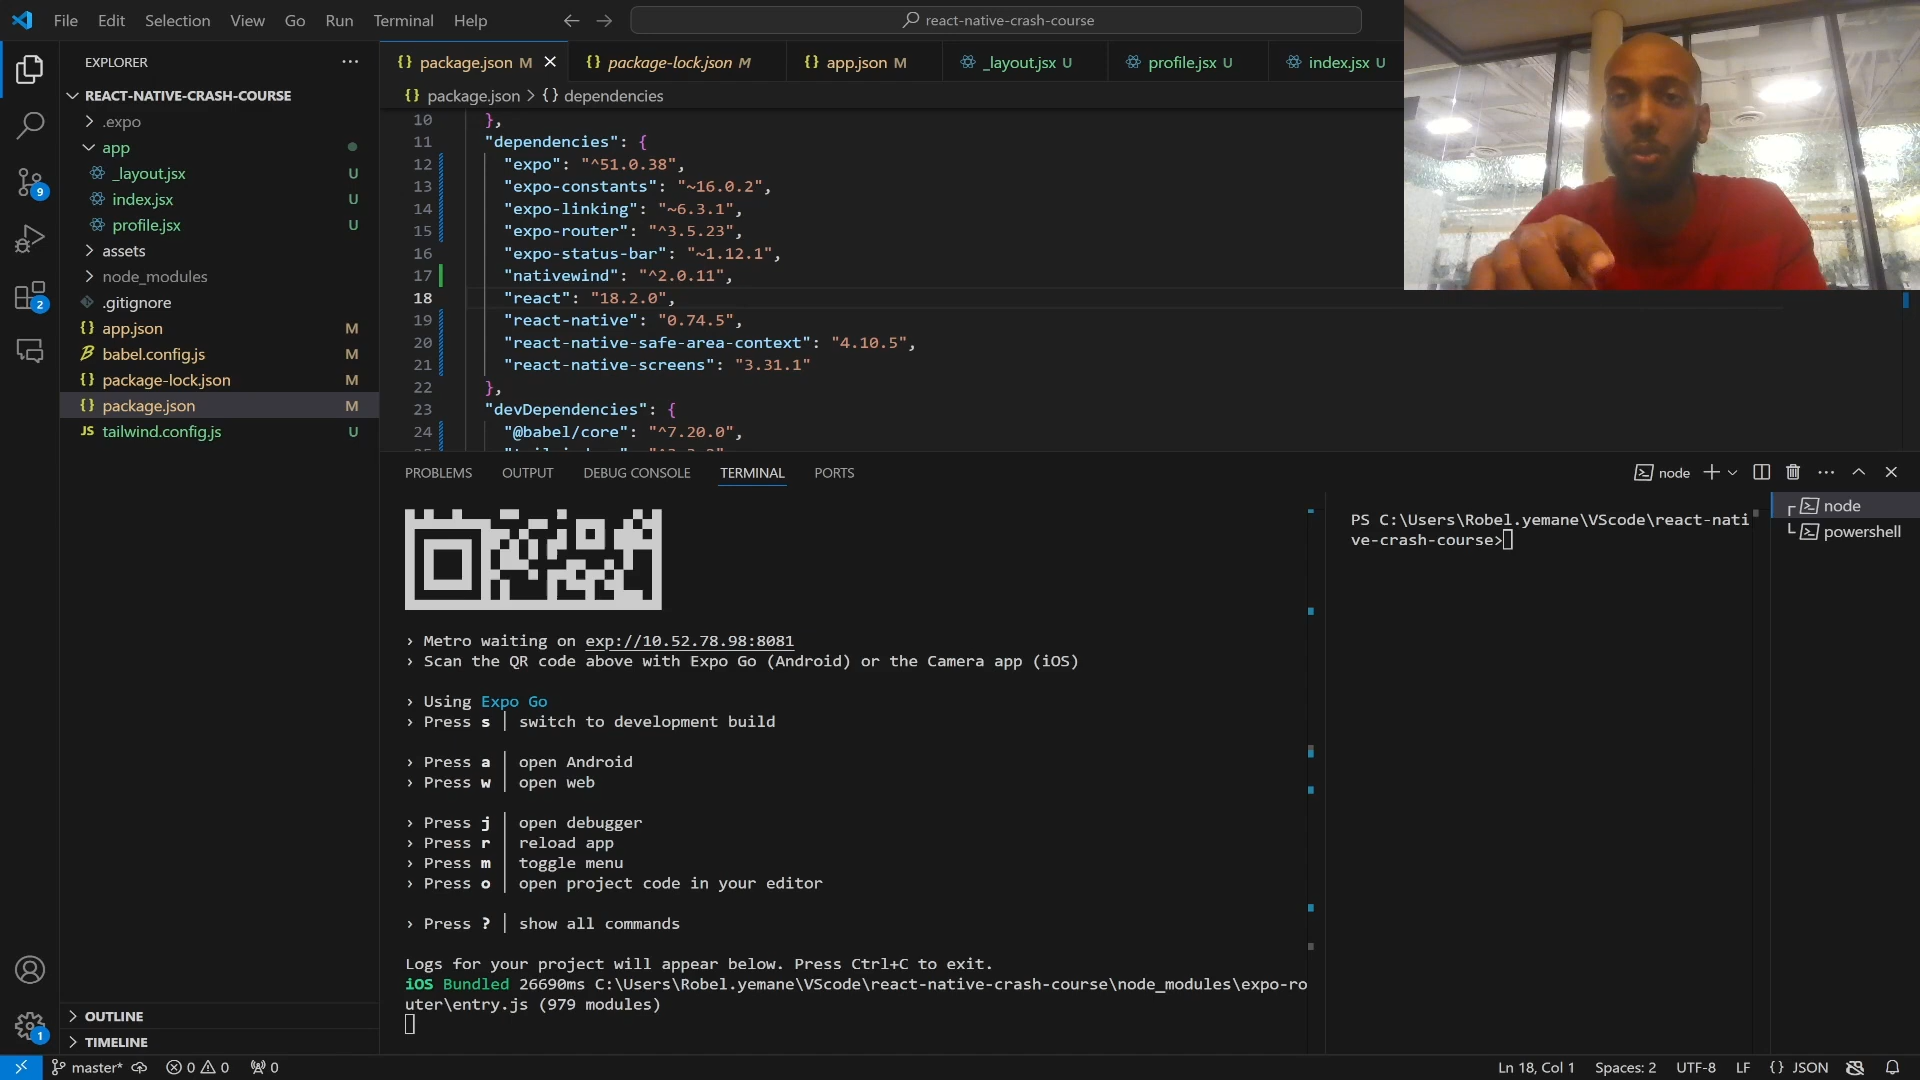 File Edit Selection View Go Run Terminal Help
react-native-crash-course
EXPLORER
REACT-NATIVE-CRASH-COURSE
.expo
app
_layout.jsx U
index.jsx U
profile.jsx U
assets
node_modules
.gitignore
app.json M
babel.config.js M
package-lock.json M
package.json M
tailwind.config.js U
OUTLINE
TIMELINE
9
2
1
package.json M
package-lock.json M
app.json M
_layout.jsx U
profile.jsx U
index.jsx U
package.json > {} dependencies
10 },
11 "dependencies": {
12 "expo": "^51.0.38",
13 "expo-constants": "~16.0.2",
14 "expo-linking": "~6.3.1",
15 "expo-router": "^3.5.23",
16 "expo-status-bar": "~1.12.1",
17 "nativewind": "^2.0.11",
18 "react": "18.2.0",
19 "react-native": "0.74.5",
20 "react-native-safe-area-context": "4.10.5",
21 "react-native-screens": "3.31.1"
22 },
23 "devDependencies": {
24 "@babel/core": "^7.20.0",
PROBLEMS OUTPUT DEBUG CONSOLE TERMINAL PORTS
node
› Metro waiting on exp://10.52.78.98:8081
› Scan the QR code above with Expo Go (Android) or the Camera app (iOS)
› Using Expo Go
› Press s │ switch to development build
› Press a │ open Android
› Press w │ open web
› Press j │ open debugger
› Press r │ reload app
› Press m │ toggle menu
› Press o │ open project code in your editor
› Press ? │ show all commands
Logs for your project will appear below. Press Ctrl+C to exit.
iOS Bundled 26690ms C:\Users\Robel.yemane\VScode\react-native-crash-course\node_modules\expo-ro
uter\entry.js (979 modules)
PS C:\Users\Robel.yemane\VScode\react-nati
ve-crash-course>
node
powershell
master* 0 0 0
Ln 18, Col 1 Spaces: 2 UTF-8 LF {} JSON